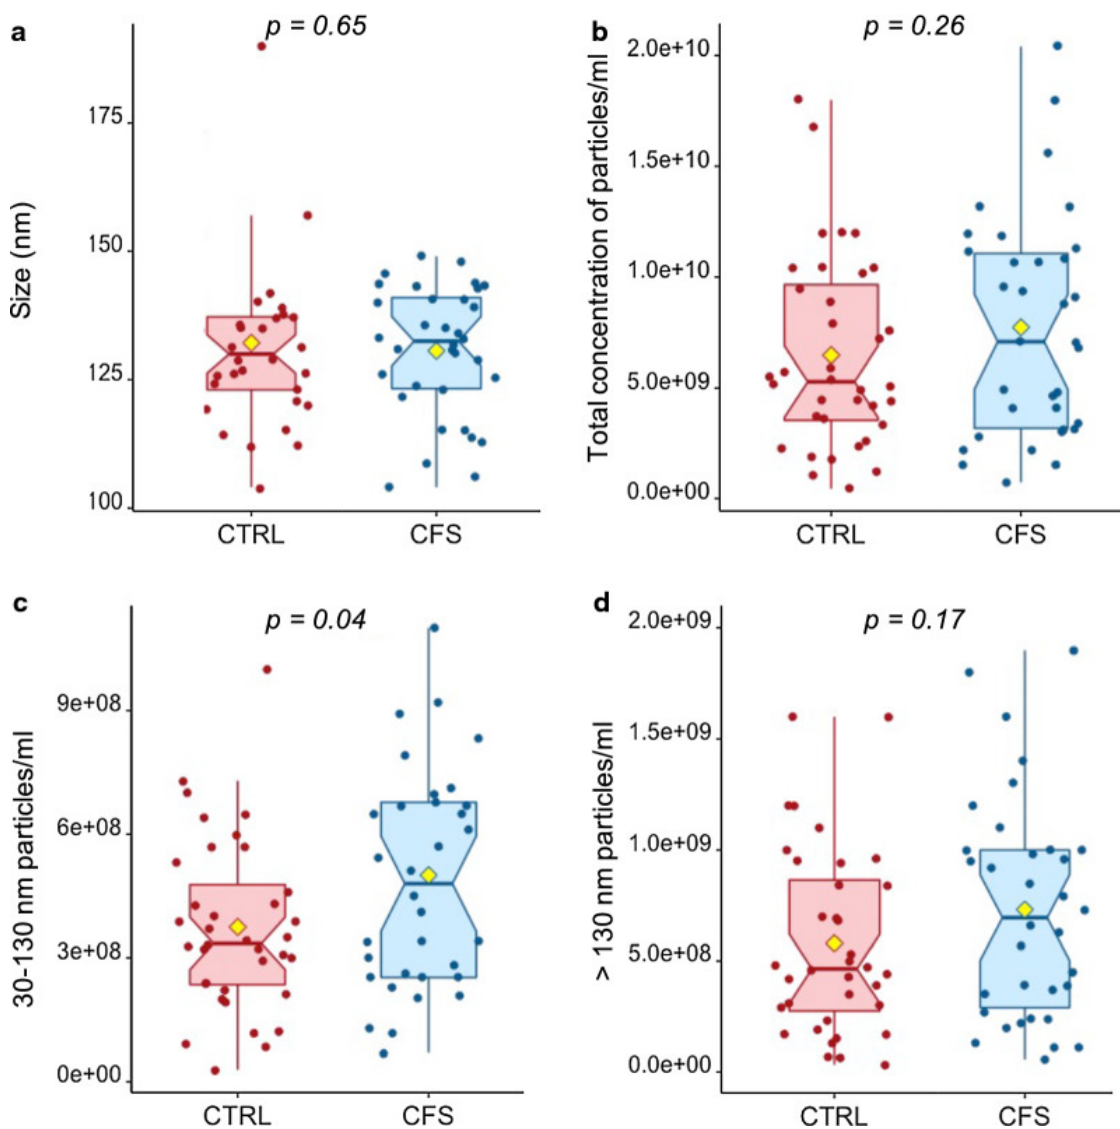 a
p = 0.65
Size (nm)
175
150
125
100
CTRL
CFS
b
p = 0.26
Total concentration of particles/ml
2.0e+10
1.5e+10
1.0e+10
5.0e+09
0.0e+00
CTRL
CFS
c
p = 0.04
30-130 nm particles/ml
9e+08
6e+08
3e+08
0e+00
CTRL
CFS
d
p = 0.17
> 130 nm particles/ml
2.0e+09
1.5e+09
1.0e+09
5.0e+08
0.0e+00
CTRL
CFS